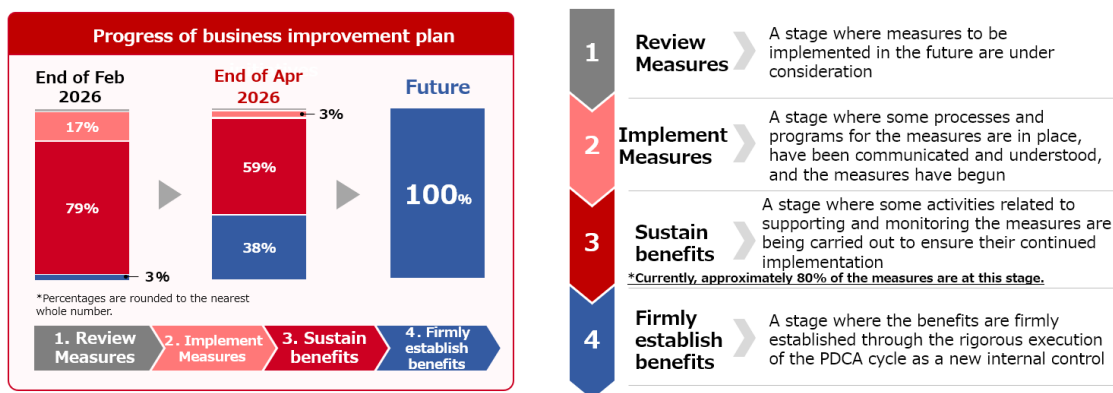 Progress of business improvement plan
End of Feb
2026
End of Apr
2026
Future
17%
79%
3%
3%
59%
38%
100%
*Percentages are rounded to the nearest
whole number.
1. Review
Measures
2. Implement
Measures
3. Sustain
benefits
4. Firmly
establish
benefits
1
Review
Measures
A stage where measures to be
implemented in the future are under
consideration
2
Implement
Measures
A stage where some processes and
programs for the measures are in place,
have been communicated and understood,
and the measures have begun
3
Sustain
benefits
A stage where some activities related to
supporting and monitoring the measures are
being carried out to ensure their continued
implementation
*Currently, approximately 80% of the measures are at this stage.
4
Firmly
establish
benefits
A stage where the benefits are firmly
established through the rigorous execution
of the PDCA cycle as a new internal control